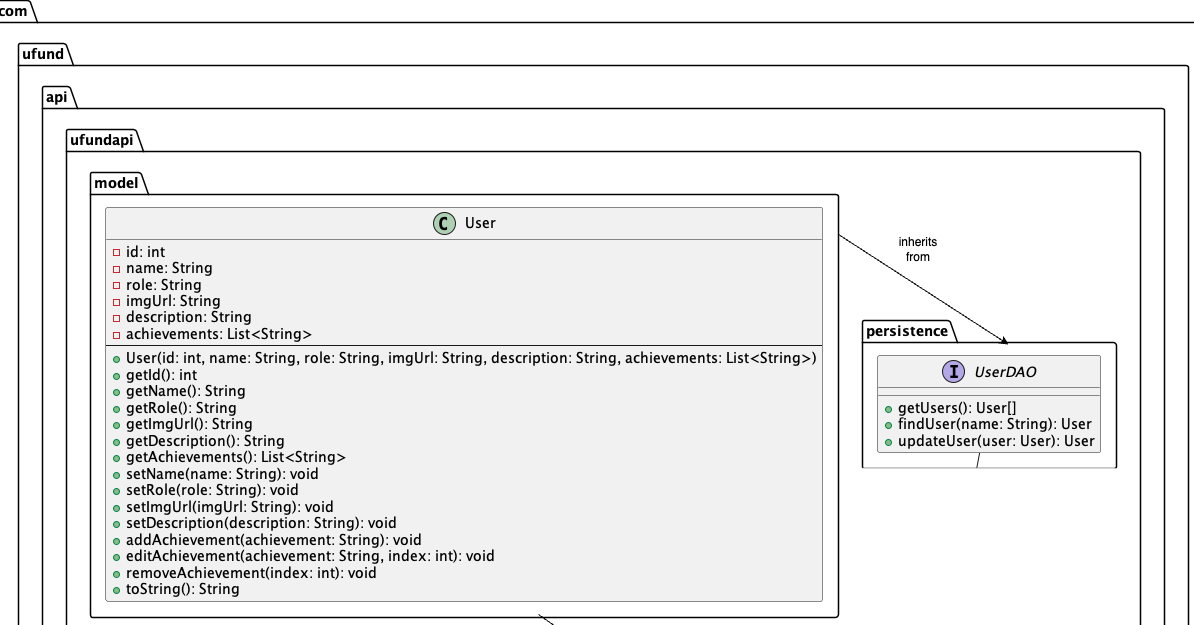 com
ufund
api
ufundapi
model
C User
id: int
name: String
role: String
imgUrl: String
description: String
achievements: List<String>
User(id: int, name: String, role: String, imgUrl: String, description: String, achievements: List<String>)
getId(): int
getName(): String
getRole(): String
getImgUrl(): String
getDescription(): String
getAchievements(): List<String>
setName(name: String): void
setRole(role: String): void
setImgUrl(imgUrl: String): void
setDescription(description: String): void
addAchievement(achievement: String): void
editAchievement(achievement: String, index: int): void
removeAchievement(index: int): void
toString(): String
inherits
from
persistence
I UserDAO
getUsers(): User[]
findUser(name: String): User
updateUser(user: User): User